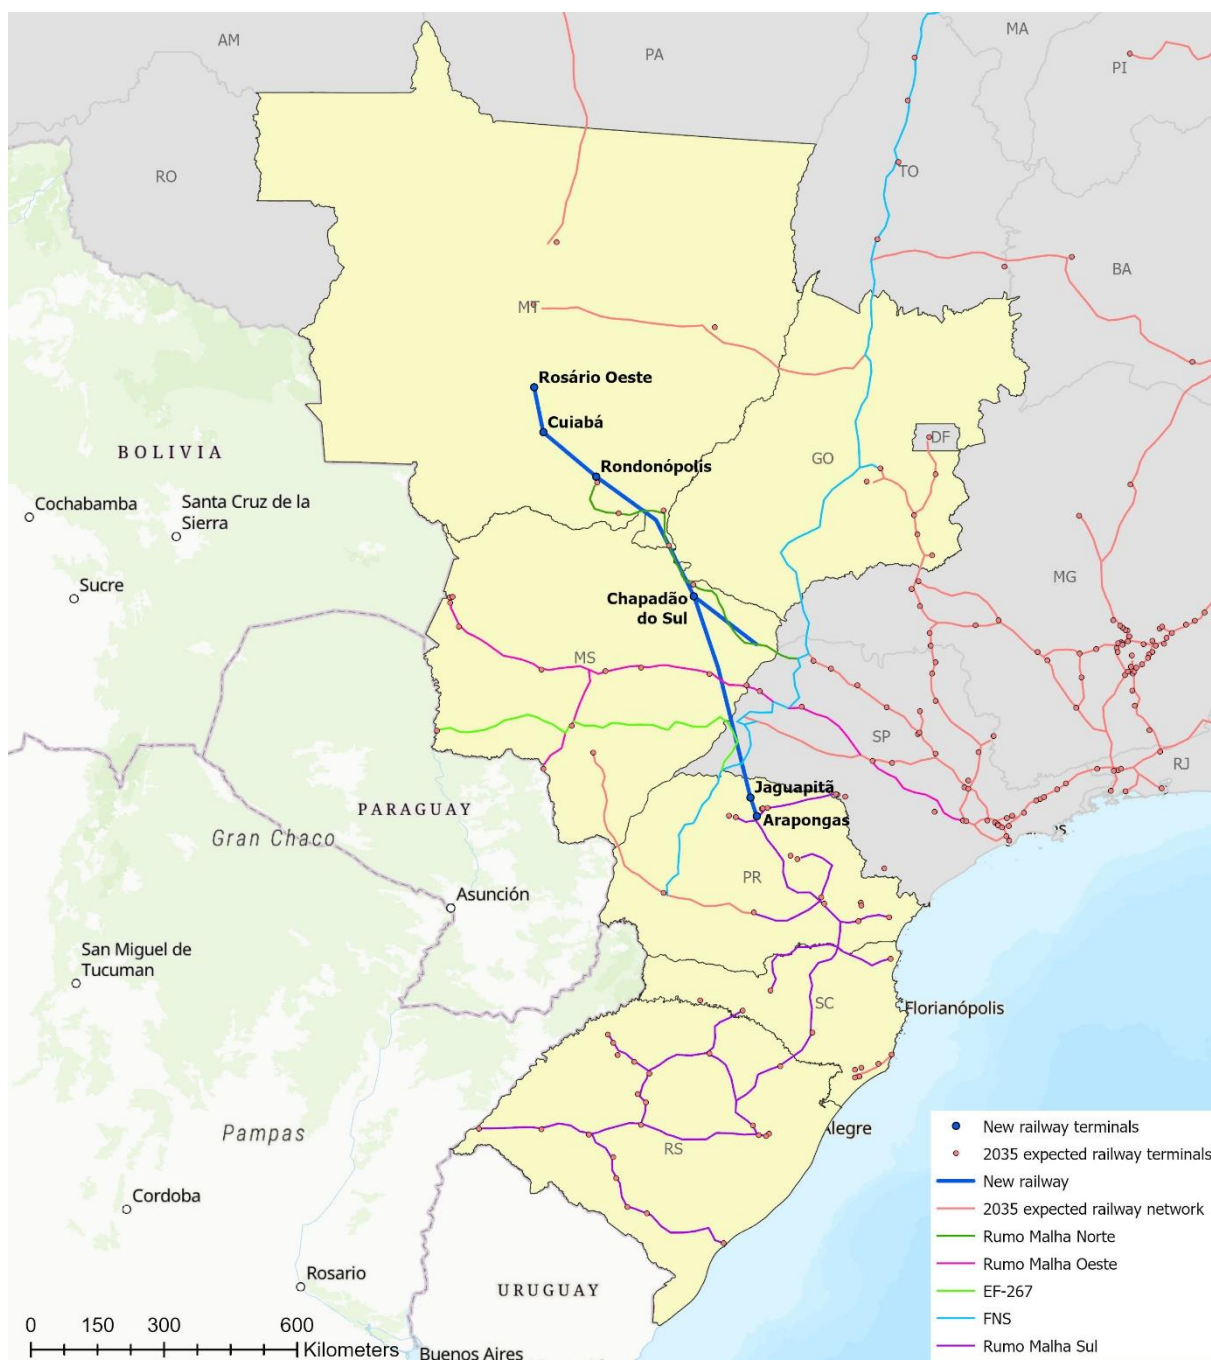 AM
PA
MA
PI
RO
TO
BA
MT
Rosário Oeste
Cuiabá
BOLIVIA
DF
GO
Rondonópolis
Cochabamba
Santa Cruz de la
Sierra
Sucre
MG
Chapadão
do Sul
MS
SP
RJ
PARAGUAY
Jaguapitã
Arapongas
Gran Chaco
PR
Asunción
San Miguel de
Tucuman
SC
Florianópolis
Pampas
Alegre
RS
Cordoba
Rosario
URUGUAY
Buenos Aires
New railway terminals
2035 expected railway terminals
New railway
2035 expected railway network
Rumo Malha Norte
Rumo Malha Oeste
EF-267
FNS
Rumo Malha Sul
0 150 300 600
Kilometers